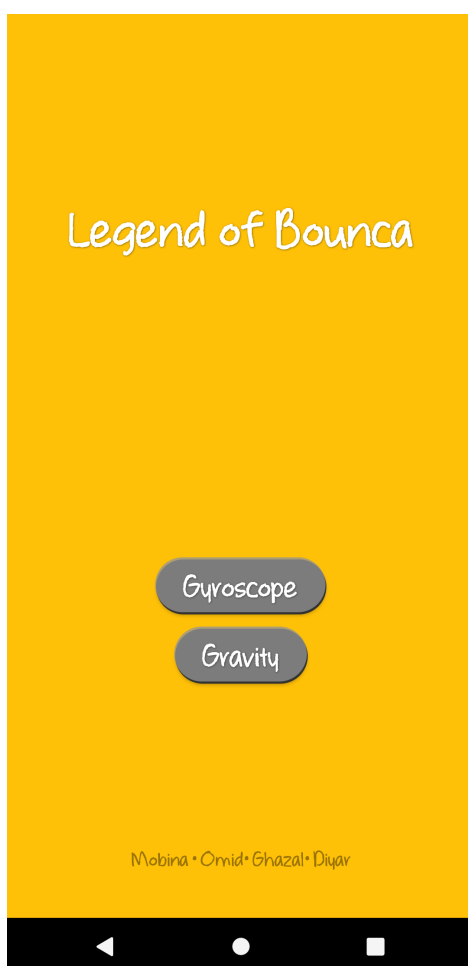 Legend of Bounca
Gyroscope
Gravity
Mobina • Omid • Ghazal • Diyar